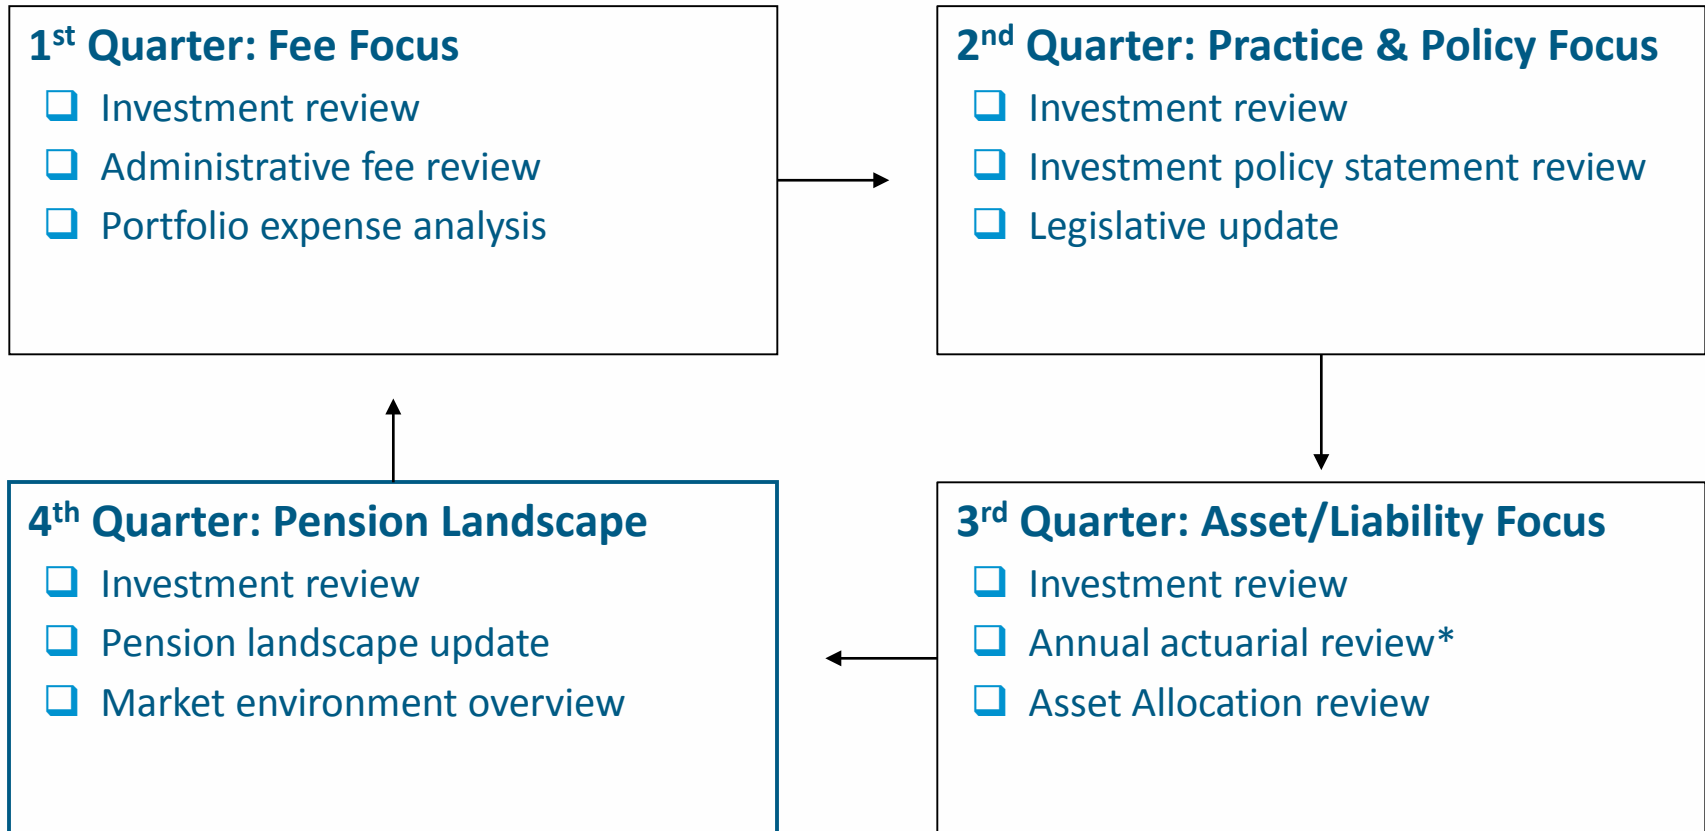 1st Quarter: Fee Focus
Investment review
Administrative fee review
Portfolio expense analysis
2nd Quarter: Practice & Policy Focus
Investment review
Investment policy statement review
Legislative update
3rd Quarter: Asset/Liability Focus
Investment review
Annual actuarial review*
Asset Allocation review
4th Quarter: Pension Landscape
Investment review
Pension landscape update
Market environment overview